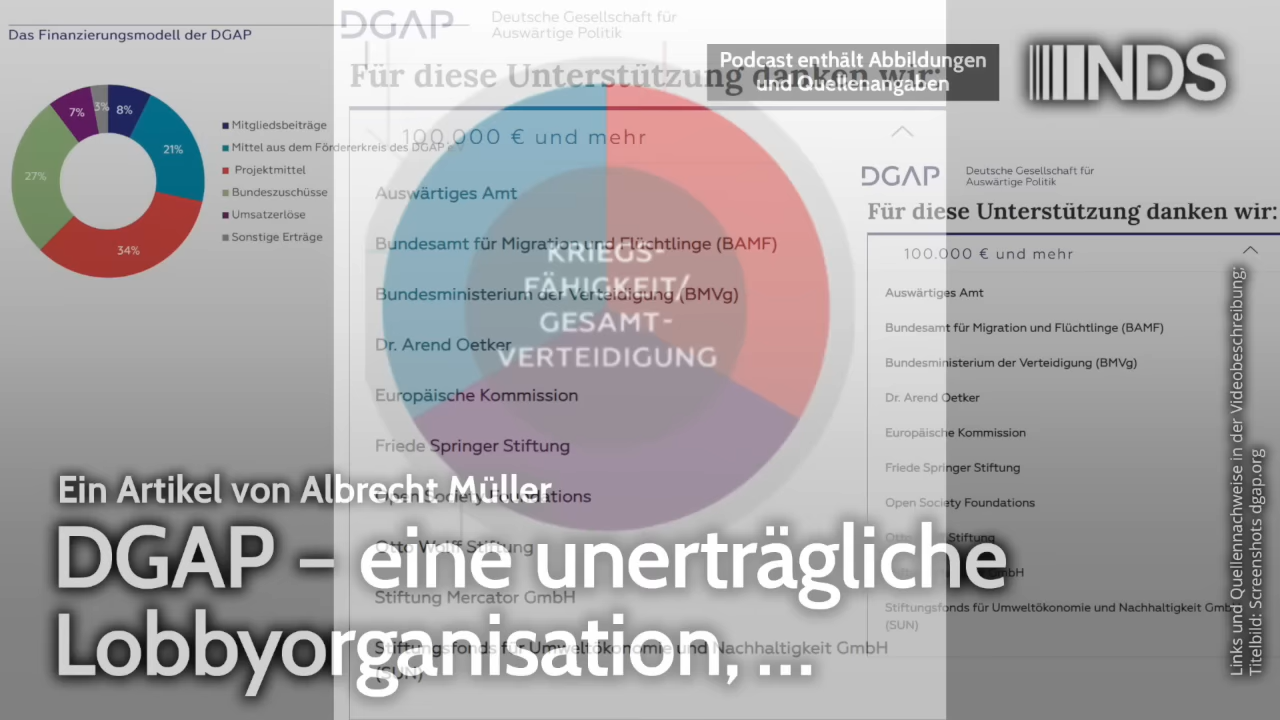 Das Finanzierungsmodell der DGAP
8%
21%
34%
27%
7%
3%
Mitgliedsbeiträge
Mittel aus dem Fördererkreis des DGAP e.V.
Projektmittel
Bundeszuschüsse
Umsatzerlöse
Sonstige Erträge
DGAP
Deutsche Gesellschaft für
Auswärtige Politik
Für diese Unterstützung danken wir:
100.000 € und mehr
Auswärtiges Amt
Bundesamt für Migration und Flüchtlinge (BAMF)
Bundesministerium der Verteidigung (BMVg)
Dr. Arend Oetker
Europäische Kommission
Friede Springer Stiftung
Open Society Foundations
Otto Wolff Stiftung
Stiftung Mercator GmbH
Stiftungsfonds für Umweltökonomie und Nachhaltigkeit GmbH
(SUN)
KRIEGS-
FÄHIGKEIT/
GESAMT-
VERTEIDIGUNG
Podcast enthält Abbildungen
und Quellenangaben
NDS
DGAP
Deutsche Gesellschaft für
Auswärtige Politik
Für diese Unterstützung danken wir:
100.000 € und mehr
Auswärtiges Amt
Bundesamt für Migration und Flüchtlinge (BAMF)
Bundesministerium der Verteidigung (BMVg)
Dr. Arend Oetker
Europäische Kommission
Friede Springer Stiftung
Open Society Foundations
Stiftung
GmbH
Stiftungsfonds für Umweltökonomie und Nachhaltigkeit GmbH
(SUN)
Ein Artikel von Albrecht Müller
DGAP – eine unerträgliche
Lobbyorganisation, ...
Links und Quellennachweise in der Videobeschreibung;
Titelbild: Screenshots dgap.org